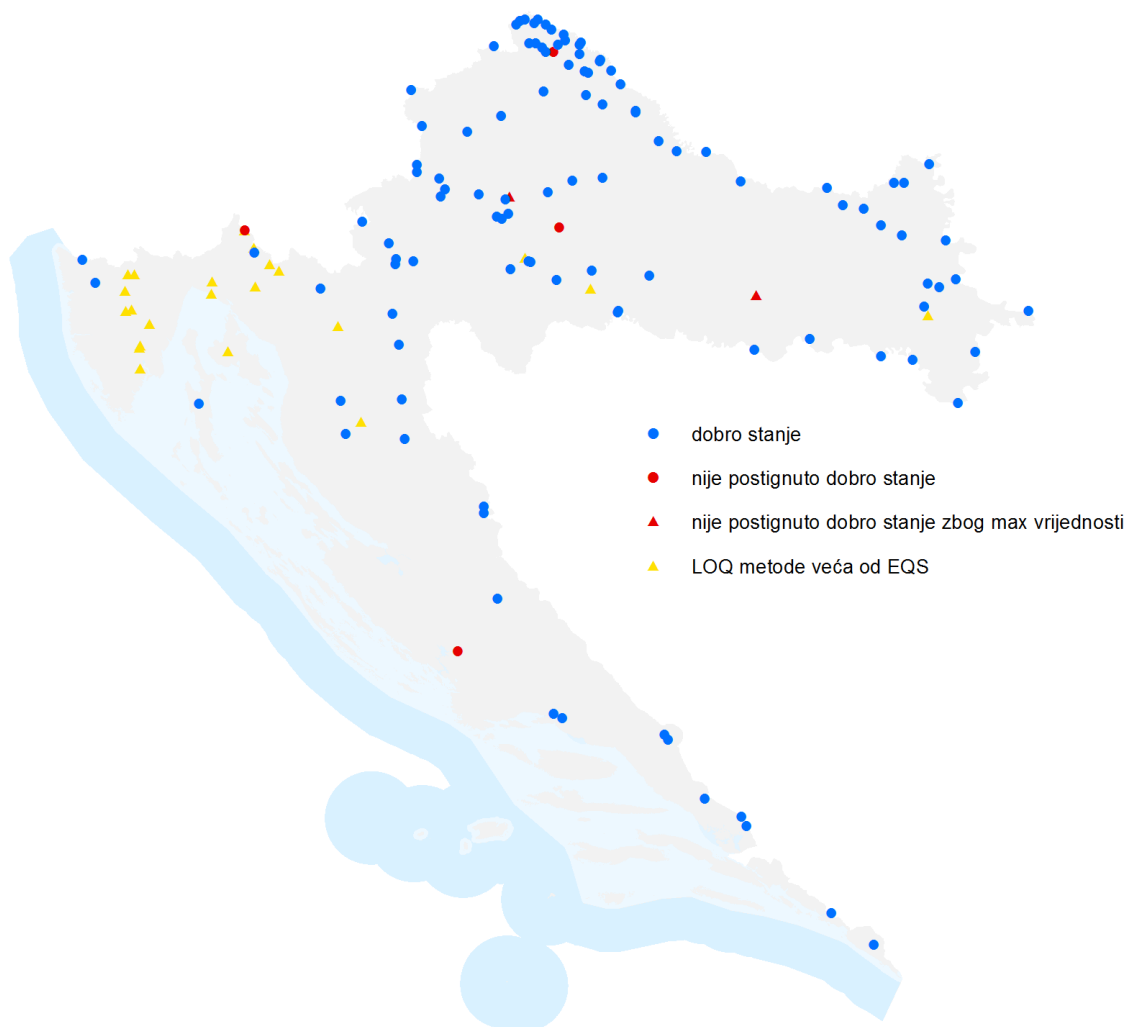 dobro stanje
nije postignuto dobro stanje
nije postignuto dobro stanje zbog max vrijednosti
LOQ metode veća od EQS